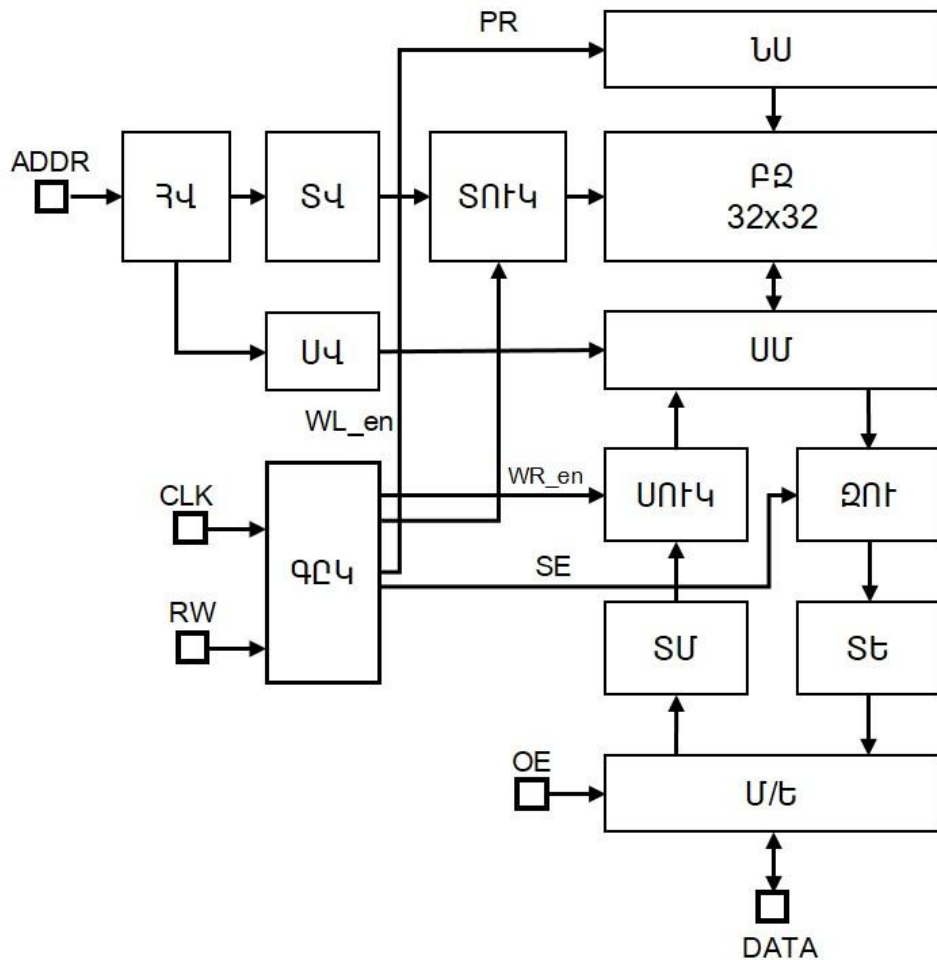 PR
ՆՍ
ADDR
ՀՎ
ՏՎ
ՏՈՒԿ
ԲԶ
32x32
ՍՎ
ՍՄ
WL_en
CLK
WR_en
ՍՈՒԿ
ԶՈՒ
ԳԸԿ
SE
RW
ՏՄ
ՏԵ
OE
Մ/Ե
DATA